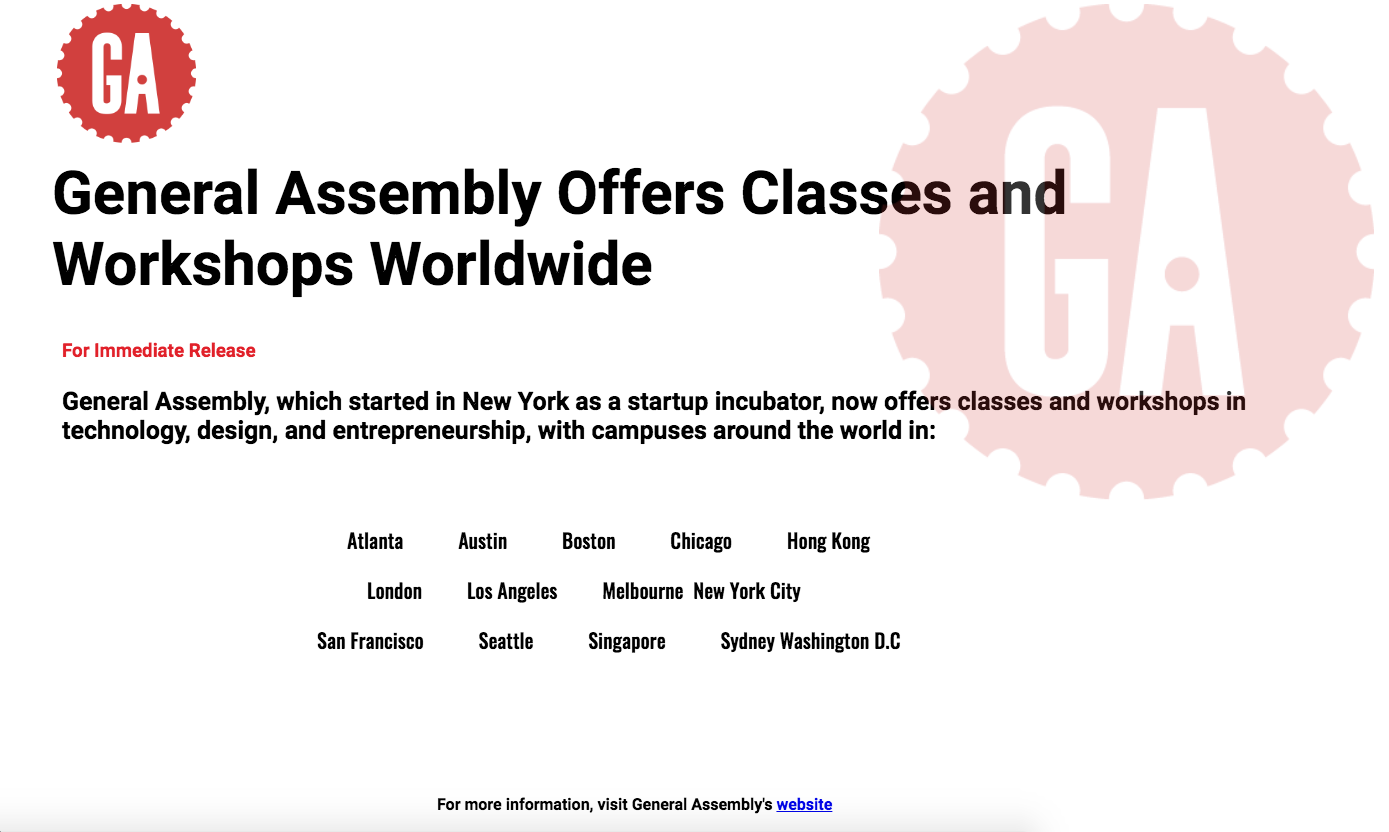 GA
GA
General Assembly Offers Classes and
Workshops Worldwide
For Immediate Release
General Assembly, which started in New York as a startup incubator, now offers classes and workshops in
technology, design, and entrepreneurship, with campuses around the world in:
Atlanta Austin Boston Chicago Hong Kong
London Los Angeles Melbourne New York City
San Francisco Seattle Singapore Sydney Washington D.C
For more information, visit General Assembly's website